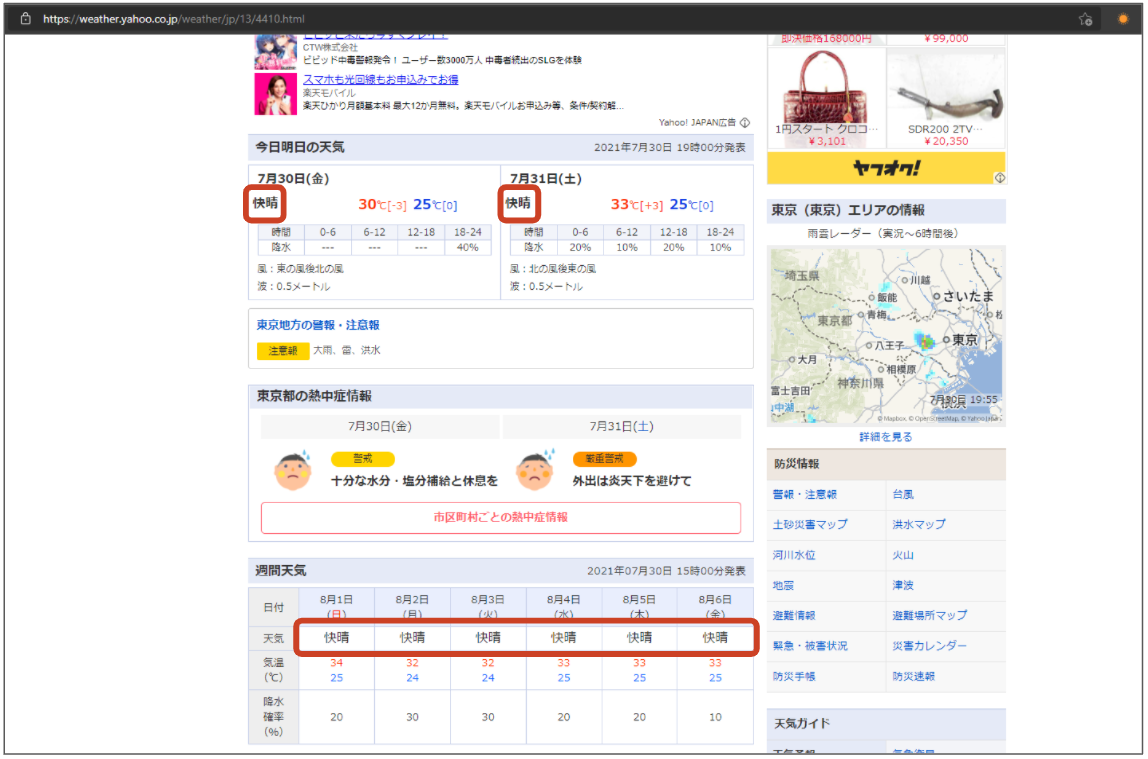 https://weather.yahoo.co.jp/weather/jp/13/4410.html
CTW株式会社
ビビッド中毒警報発令！ ユーザー数3000万人 中毒者続出のSLGを体験
スマホも光回線もお申込みでお得
楽天モバイル
楽天ひかり月額基本料 最大12か月無料。楽天モバイルお申込み等、条件/契約解...
Yahoo! JAPAN広告
今日明日の天気
2021年7月30日 19時00分発表
7月30日(金)
快晴
30℃[-3] 25℃[0]
時間 0-6 6-12 12-18 18-24
降水 --- --- --- 40%
風：東の風後北の風
波：0.5メートル
7月31日(土)
快晴
33℃[+3] 25℃[0]
時間 0-6 6-12 12-18 18-24
降水 20% 10% 20% 10%
風：北の風後東の風
波：0.5メートル
東京地方の警報・注意報
注意報 大雨、雷、洪水
東京都の熱中症情報
7月30日(金)
警戒
十分な水分・塩分補給と休息を
7月31日(土)
厳重警戒
外出は炎天下を避けて
市区町村ごとの熱中症情報
週間天気
2021年07月30日 15時00分発表
日付 8月1日(日) 8月2日(月) 8月3日(火) 8月4日(水) 8月5日(木) 8月6日(金)
天気 快晴 快晴 快晴 快晴 快晴 快晴
気温(℃) 34 32 32 33 33 33
25 24 24 25 25 25
降水確率(%) 20 30 30 20 20 10
即決価格168000円
￥99,000
1円スタート クロコ…
￥3,101
SDR200 2TV…
￥20,350
ヤフオク!
東京（東京）エリアの情報
雨雲レーダー（実況～6時間後）
埼玉県
川越
飯能
さいたま
青梅
東京都
八王子
東京
大月
相模原
神奈川県
富士吉田
中湖
横浜
7月30日 19:55
© Mapbox, © OpenStreetMap, © Yahoo Japan
詳細を見る
防災情報
警報・注意報 台風
土砂災害マップ 洪水マップ
河川水位 火山
地震 津波
避難情報 避難場所マップ
緊急・被害状況 災害カレンダー
防災手帳 防災速報
天気ガイド